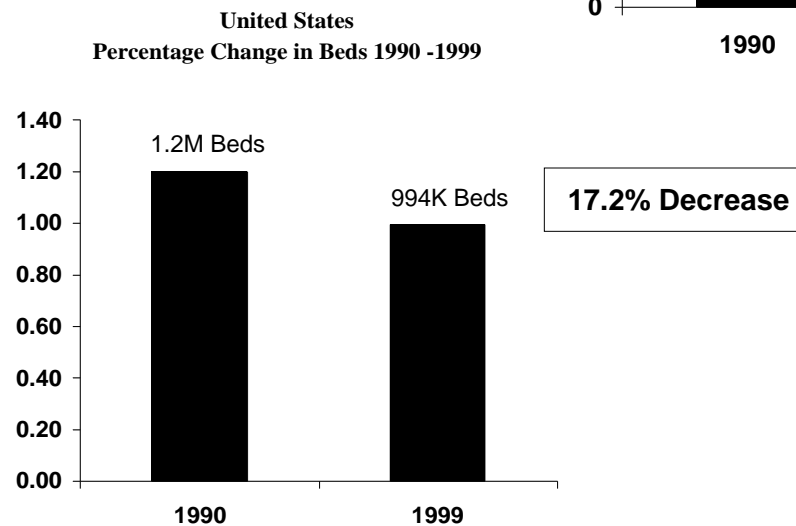 0
1990
United States
Percentage Change in Beds 1990 -1999
1.40
1.20
1.00
0.80
0.60
0.40
0.20
0.00
1.2M Beds
994K Beds
17.2% Decrease
1990
1999